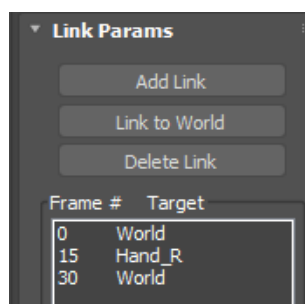 Link Params
Add Link
Link to World
Delete Link
Frame # Target
0 World
15 Hand_R
30 World